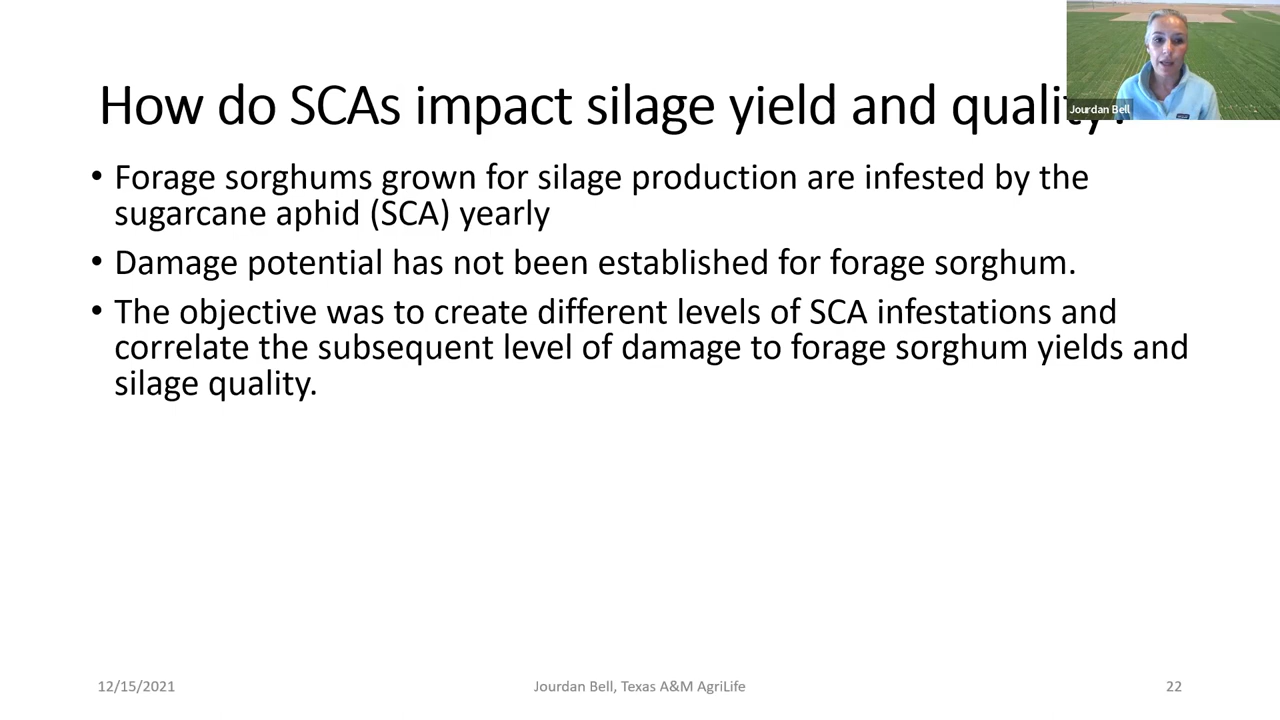 How do SCAs impact silage yield and quality?
Jourdan Bell
• Forage sorghums grown for silage production are infested by the
sugarcane aphid (SCA) yearly
• Damage potential has not been established for forage sorghum.
• The objective was to create different levels of SCA infestations and
correlate the subsequent level of damage to forage sorghum yields and
silage quality.
12/15/2021
Jourdan Bell, Texas A&M AgriLife
22